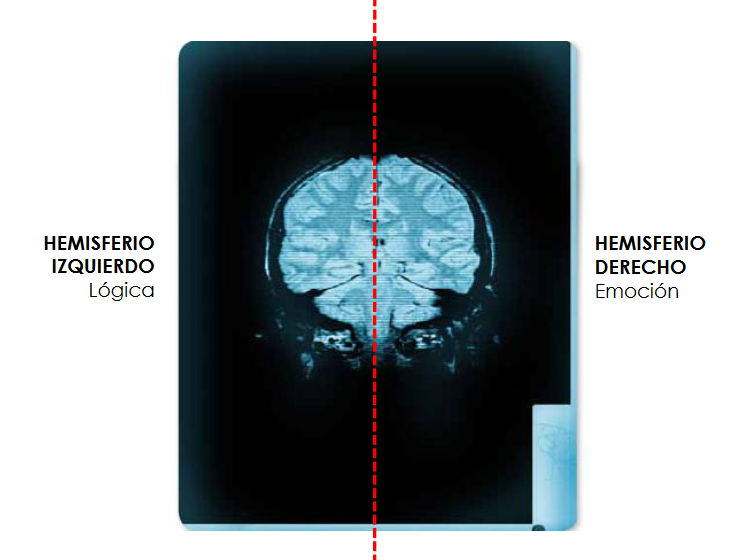 HEMISFERIO
IZQUIERDO
Lógica
HEMISFERIO
DERECHO
Emoción